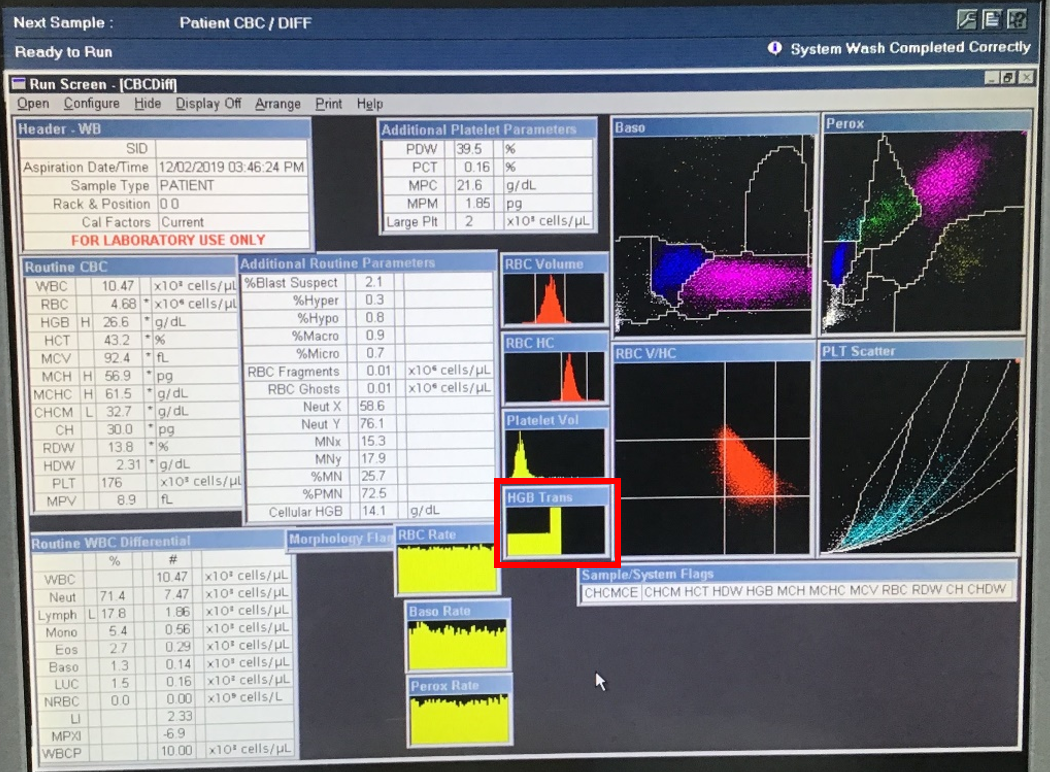 Next Sample : Patient CBC / DIFF
Ready to Run
System Wash Completed Correctly
Run Screen - [CBCDiff]
Open Configure Hide Display Off Arrange Print Help
Header - WB
SID
Aspiration Date/Time 12/02/2019 03:46:24 PM
Sample Type PATIENT
Rack & Position 0 0
Cal Factors Current
FOR LABORATORY USE ONLY
Additional Platelet Parameters
PDW 39.5 %
PCT 0.16 %
MPC 21.6 g/dL
MPM 1.85 pg
Large Plt 2 x10³ cells/µL
Baso
Perox
Routine CBC
WBC 10.47 x10³ cells/µL
RBC 4.68 * x10⁶ cells/µL
HGB H 26.6 * g/dL
HCT 43.2 * %
MCV 92.4 * fL
MCH H 56.9 * pg
MCHC H 61.5 * g/dL
CHCM L 32.7 * g/dL
CH 30.0 * pg
RDW 13.8 * %
HDW 2.31 * g/dL
PLT 176 x10³ cells/µL
MPV 8.9 fL
Additional Routine Parameters
%Blast Suspect 2.1
%Hyper 0.3
%Hypo 0.8
%Macro 0.9
%Micro 0.7
RBC Fragments 0.01 x10⁶ cells/µL
RBC Ghosts 0.01 x10⁶ cells/µL
Neut X 58.6
Neut Y 76.1
MNx 15.3
MNy 17.9
%MN 25.7
%PMN 72.5
Cellular HGB 14.1 g/dL
RBC Volume
RBC HC
Platelet Vol
HGB Trans
RBC V/HC
PLT Scatter
Routine WBC Differential
% #
WBC 10.47 x10³ cells/µL
Neut 71.4 7.47 x10³ cells/µL
Lymph L 17.8 1.86 x10³ cells/µL
Mono 5.4 0.56 x10³ cells/µL
Eos 2.7 0.29 x10³ cells/µL
Baso 1.3 0.14 x10³ cells/µL
LUC 1.5 0.16 x10³ cells/µL
NRBC 0.0 0.00 x10⁹ cells/L
LI 2.33
MPXI -6.9
WBCP 10.00 x10³ cells/µL
Morphology Flag
RBC Rate
Baso Rate
Perox Rate
Sample/System Flags
CHCMCE CHCM HCT HDW HGB MCH MCHC MCV RBC RDW CH CHDW